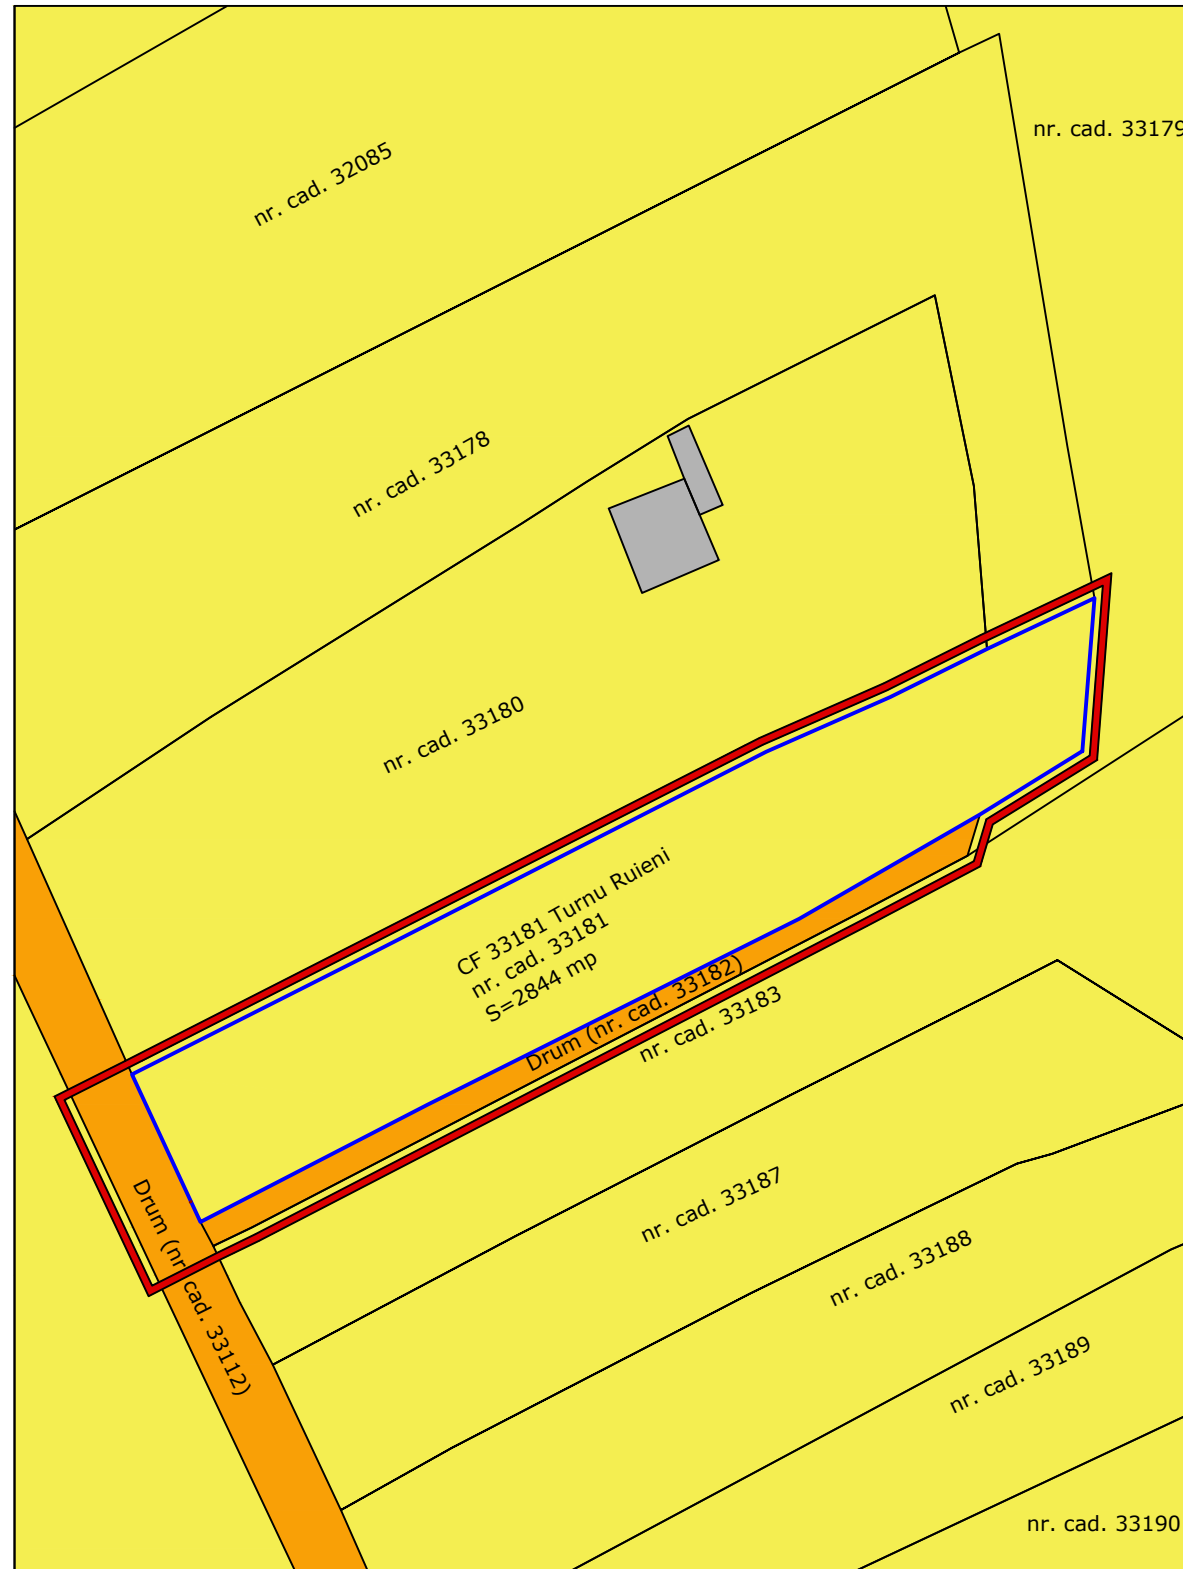 nr. cad. 33179
nr. cad. 32085
nr. cad. 33178
nr. cad. 33180
CF 33181 Turnu Ruieni
nr. cad. 33181
S=2844 mp
Drum (nr. cad. 33182)
nr. cad. 33183
nr. cad. 33187
Drum (nr. cad. 33112)
nr. cad. 33188
nr. cad. 33189
nr. cad. 33190